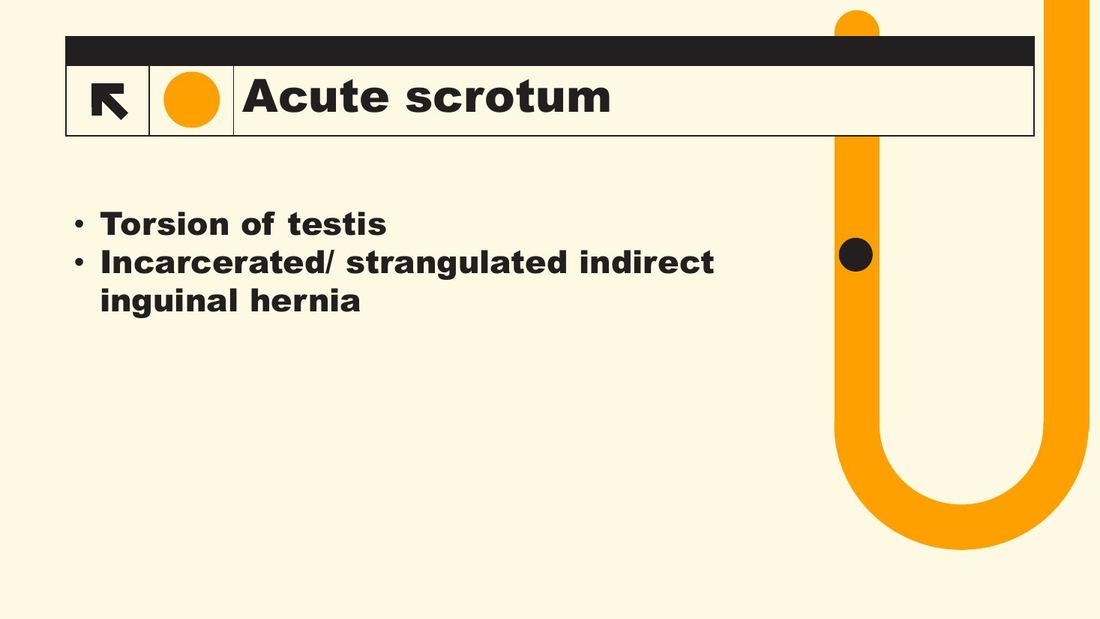 Acute scrotum
• Torsion of testis
• Incarcerated/ strangulated indirect
inguinal hernia